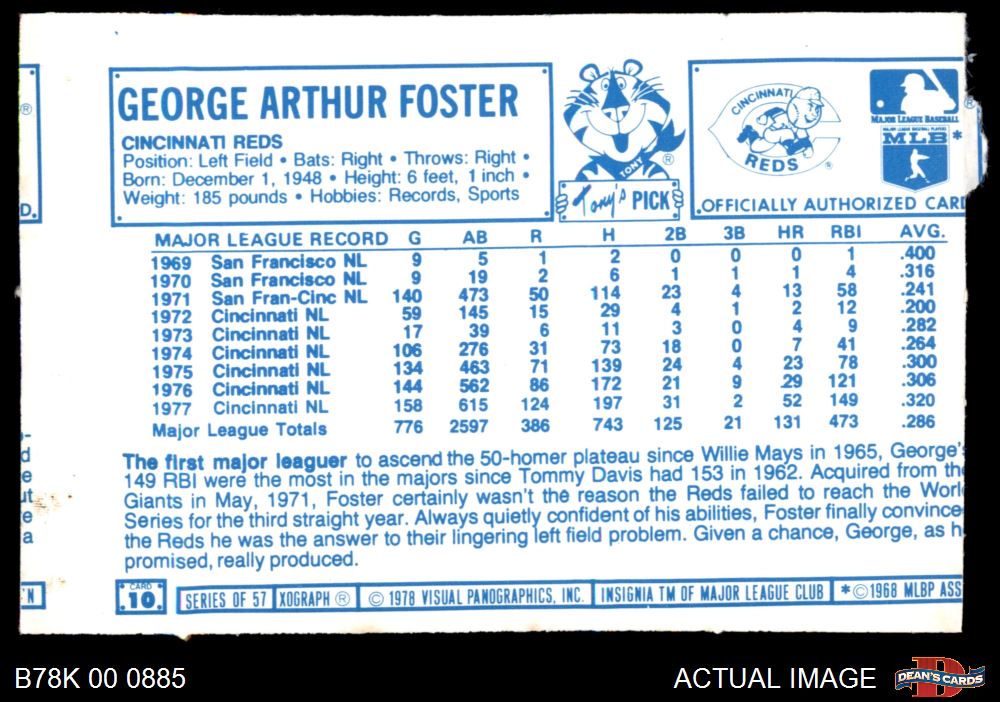 GEORGE ARTHUR FOSTER
CINCINNATI REDS
Position: Left Field • Bats: Right • Throws: Right •
Born: December 1, 1948 • Height: 6 feet, 1 inch •
Weight: 185 pounds • Hobbies: Records, Sports
TONY
®
Tony's PICK
CINCINNATI
REDS
®
MAJOR LEAGUE BASEBALL
®
MAJOR LEAGUE BASEBALL PLAYERS
MLB *
OFFICIALLY AUTHORIZED CARD
®
D.
MAJOR LEAGUE RECORD G AB R H 2B 3B HR RBI AVG.
1969 San Francisco NL 9 5 1 2 0 0 0 1 .400
1970 San Francisco NL 9 19 2 6 1 1 1 4 .316
1971 San Fran-Cinc NL 140 473 50 114 23 4 13 58 .241
1972 Cincinnati NL 59 145 15 29 4 1 2 12 .200
1973 Cincinnati NL 17 39 6 11 3 0 4 9 .282
1974 Cincinnati NL 106 276 31 73 18 0 7 41 .264
1975 Cincinnati NL 134 463 71 139 24 4 23 78 .300
1976 Cincinnati NL 144 562 86 172 21 9 29 121 .306
1977 Cincinnati NL 158 615 124 197 31 2 52 149 .320
Major League Totals 776 2597 386 743 125 21 131 473 .286
The first major leaguer to ascend the 50-homer plateau since Willie Mays in 1965, George's
149 RBI were the most in the majors since Tommy Davis had 153 in 1962. Acquired from th
Giants in May, 1971, Foster certainly wasn't the reason the Reds failed to reach the Worl
Series for the third straight year. Always quietly confident of his abilities, Foster finally convince
the Reds he was the answer to their lingering left field problem. Given a chance, George, as h
promised, really produced.
CARD
10
SERIES OF 57 XOGRAPH ® © 1978 VISUAL PANOGRAPHICS, INC. INSIGNIA TM OF MAJOR LEAGUE CLUB *©1968 MLBP ASS
'N
B78K 00 0885
ACTUAL IMAGE
D
DEAN'S CARDS